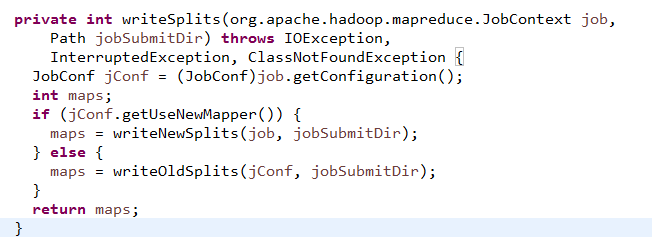 private int writeSplits(org.apache.hadoop.mapreduce.JobContext job,
    Path jobSubmitDir) throws IOException,
    InterruptedException, ClassNotFoundException {
  JobConf jConf = (JobConf)job.getConfiguration();
  int maps;
  if (jConf.getUseNewMapper()) {
    maps = writeNewSplits(job, jobSubmitDir);
  } else {
    maps = writeOldSplits(jConf, jobSubmitDir);
  }
  return maps;
}